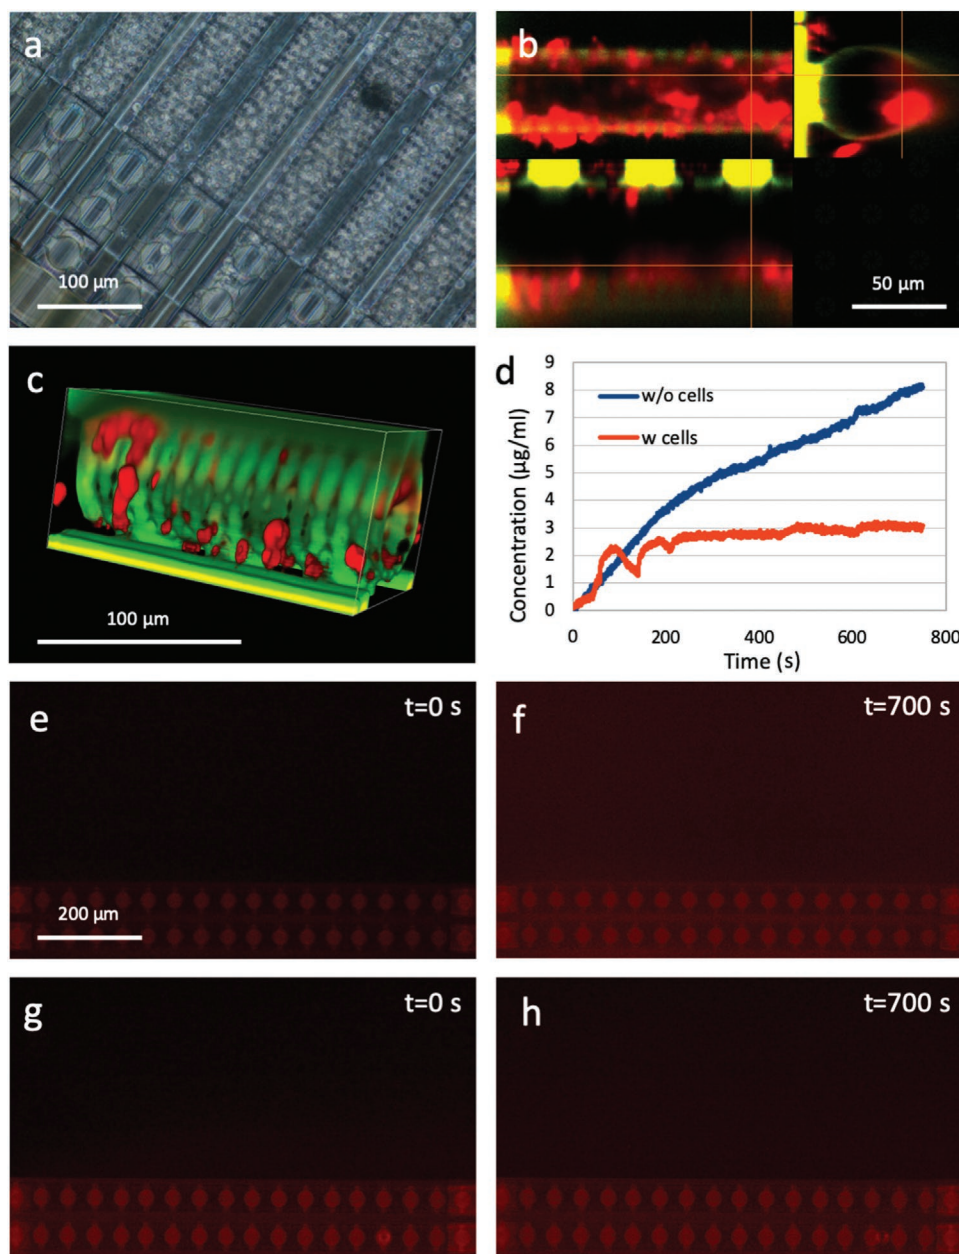 a
100 µm
b
50 µm
c
100 µm
d
9
8
7
6
5
4
3
2
1
0
w/o cells
w cells
Concentration (µg/ml)
0
200
400
600
800
Time (s)
e
t=0 s
200 µm
f
t=700 s
g
t=0 s
h
t=700 s